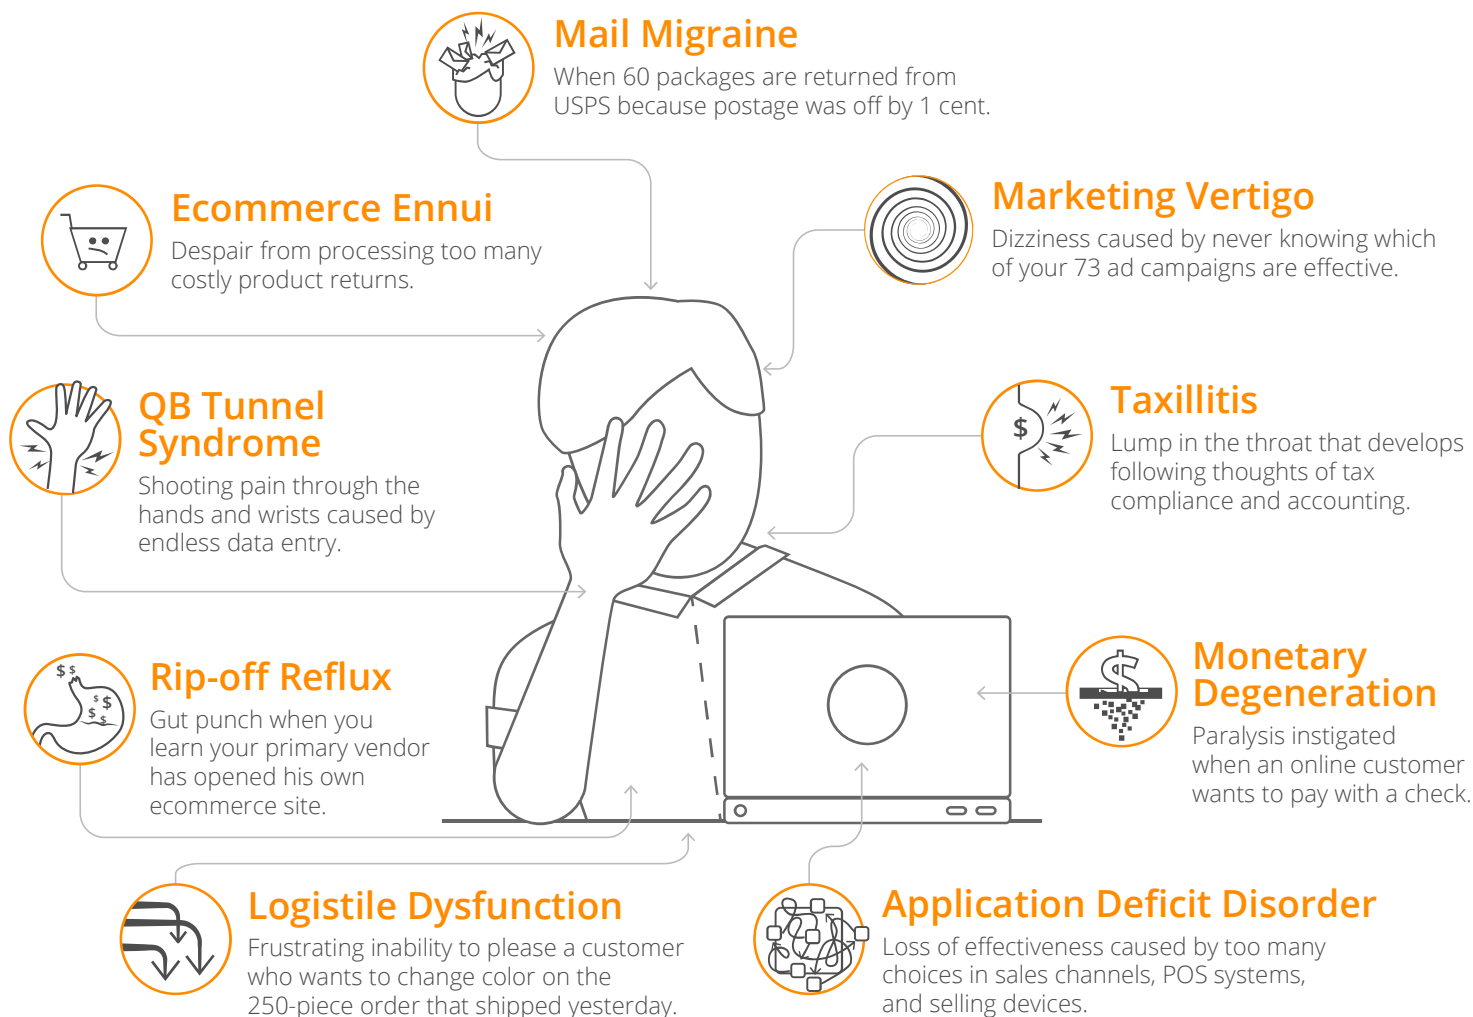 Mail Migraine
When 60 packages are returned from
USPS because postage was off by 1 cent.
Ecommerce Ennui
Despair from processing too many
costly product returns.
Marketing Vertigo
Dizziness caused by never knowing which
of your 73 ad campaigns are effective.
QB Tunnel
Syndrome
Shooting pain through the
hands and wrists caused by
endless data entry.
$
Taxillitis
Lump in the throat that develops
following thoughts of tax
compliance and accounting.
$ $
$ $
$ $
Rip-off Reflux
Gut punch when you
learn your primary vendor
has opened his own
ecommerce site.
$
Monetary
Degeneration
Paralysis instigated
when an online customer
wants to pay with a check.
Logistile Dysfunction
Frustrating inability to please a customer
who wants to change color on the
250-piece order that shipped yesterday.
Application Deficit Disorder
Loss of effectiveness caused by too many
choices in sales channels, POS systems,
and selling devices.